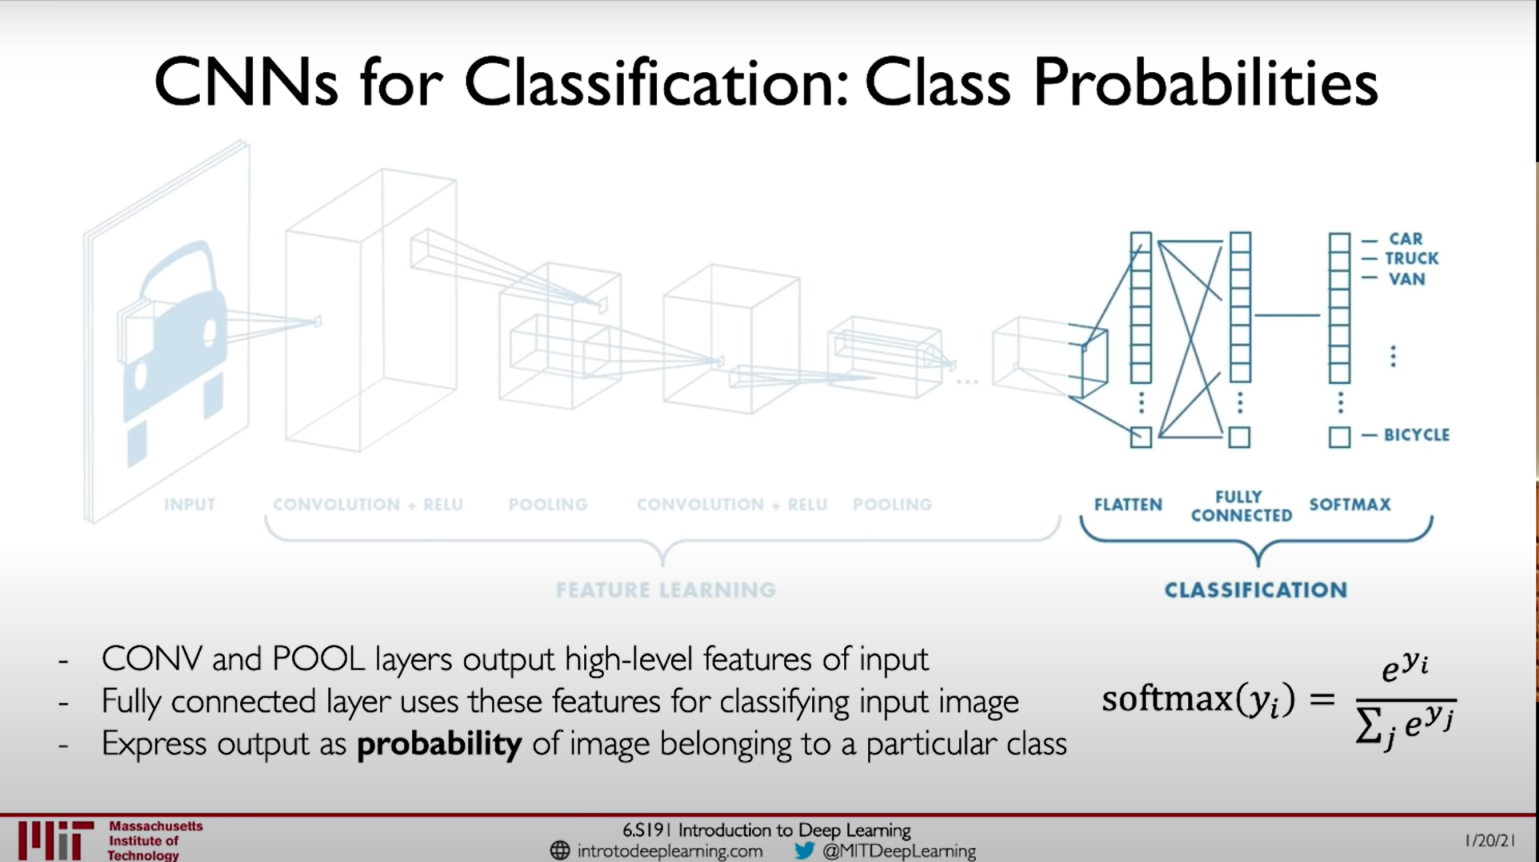 CNNs for Classification: Class Probabilities
CAR
TRUCK
VAN
⋮
BICYCLE
INPUT
CONVOLUTION + RELU
POOLING
CONVOLUTION + RELU
POOLING
...
FLATTEN
FULLY
CONNECTED
SOFTMAX
FEATURE LEARNING
CLASSIFICATION
- CONV and POOL layers output high-level features of input
- Fully connected layer uses these features for classifying input image
- Express output as probability of image belonging to a particular class
softmax(y_i) = e^{y_i} / Σ_j e^{y_j}
MIT
Massachusetts
Institute of
Technology
6.S191 Introduction to Deep Learning
introtodeeplearning.com @MITDeepLearning
1/20/21